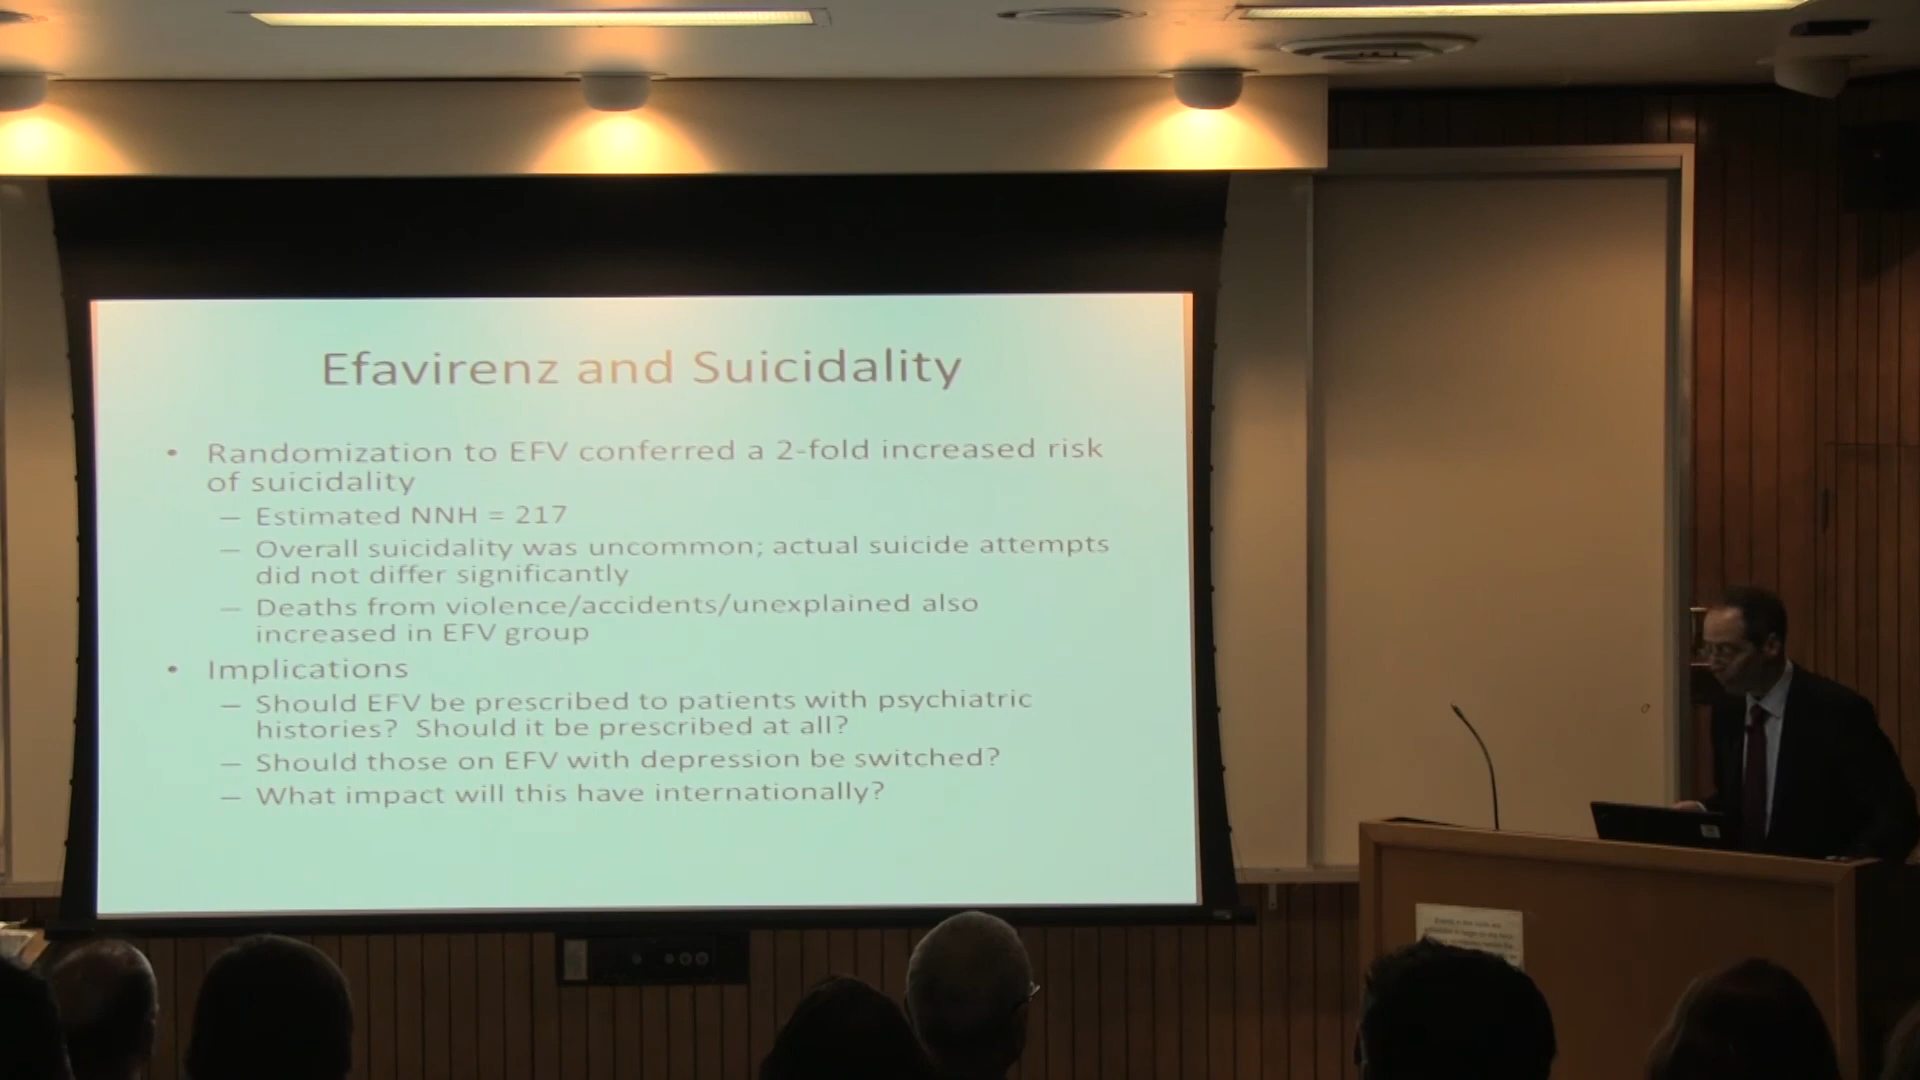 Efavirenz and Suicidality
• Randomization to EFV conferred a 2-fold increased risk
of suicidality
– Estimated NNH = 217
– Overall suicidality was uncommon; actual suicide attempts
did not differ significantly
– Deaths from violence/accidents/unexplained also
increased in EFV group
• Implications
– Should EFV be prescribed to patients with psychiatric
histories? Should it be prescribed at all?
– Should those on EFV with depression be switched?
– What impact will this have internationally?